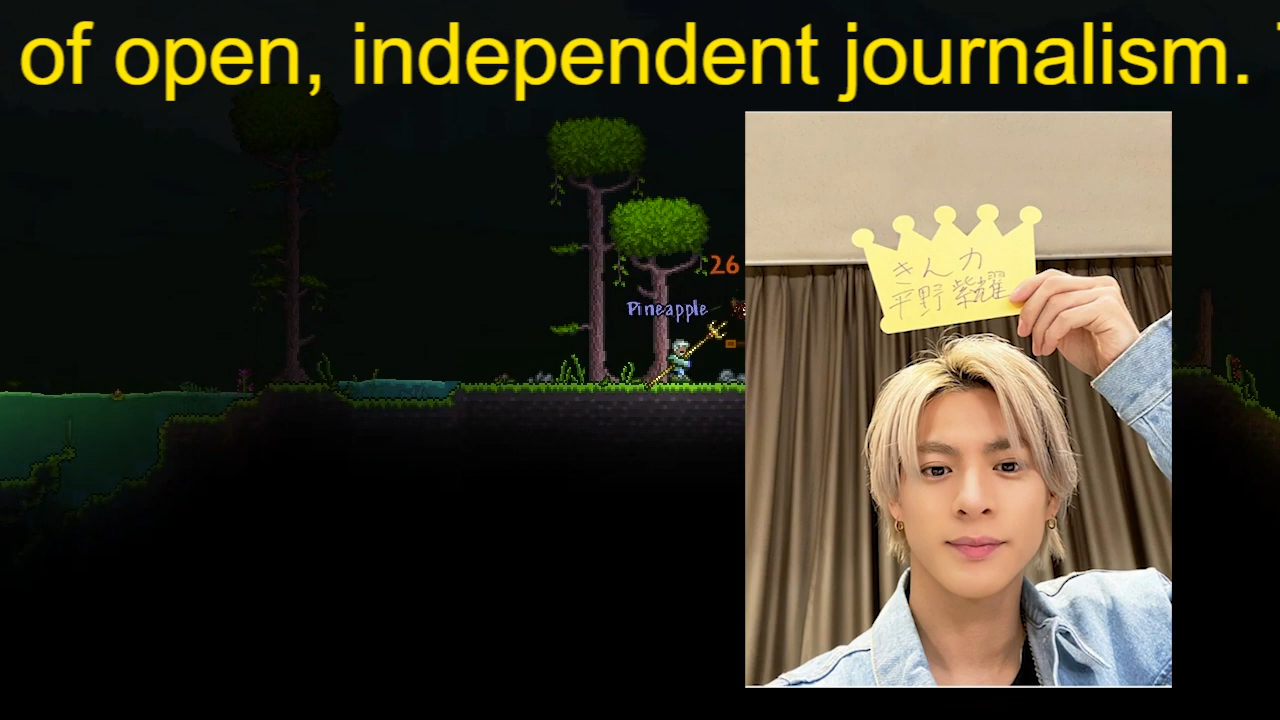 of open, independent journalism.
きんカ
平野 紫耀
26
Pineapple